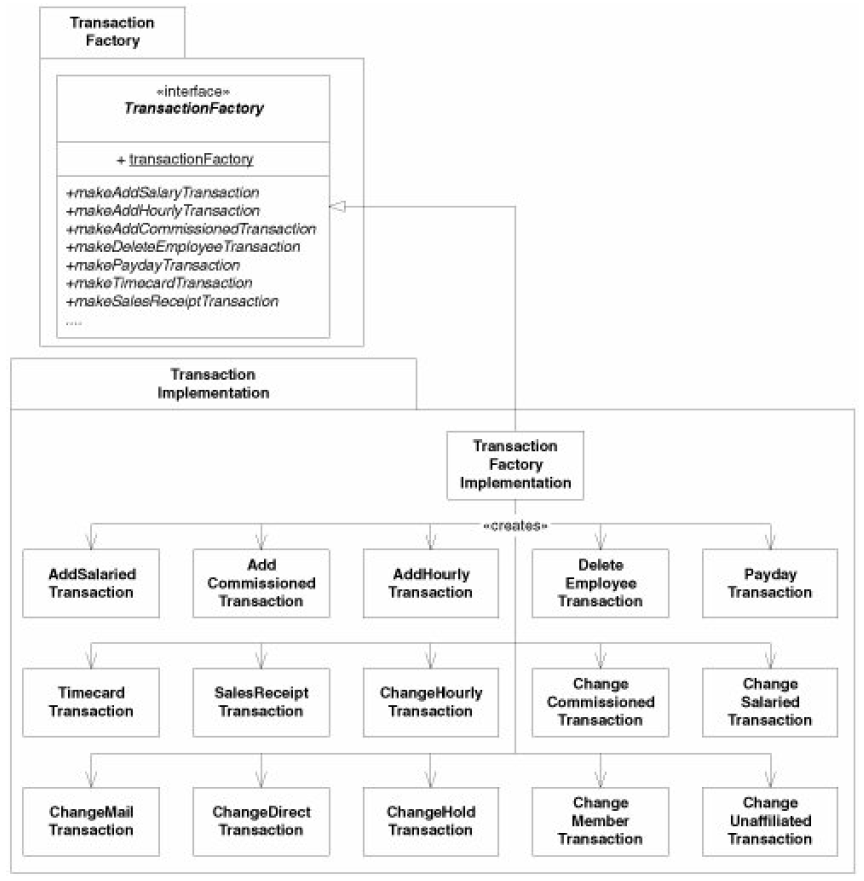 Transaction
Factory
«interface»
TransactionFactory
+ transactionFactory
+makeAddSalaryTransaction
+makeAddHourlyTransaction
+makeAddCommissionedTransaction
+makeDeleteEmployeeTransaction
+makePaydayTransaction
+makeTimecardTransaction
+makeSalesReceiptTransaction
....
Transaction
Implementation
Transaction
Factory
Implementation
«creates»
AddSalaried
Transaction
Add
Commissioned
Transaction
AddHourly
Transaction
Delete
Employee
Transaction
Payday
Transaction
Timecard
Transaction
SalesReceipt
Transaction
ChangeHourly
Transaction
Change
Commissioned
Transaction
Change
Salaried
Transaction
ChangeMail
Transaction
ChangeDirect
Transaction
ChangeHold
Transaction
Change
Member
Transaction
Change
Unaffiliated
Transaction